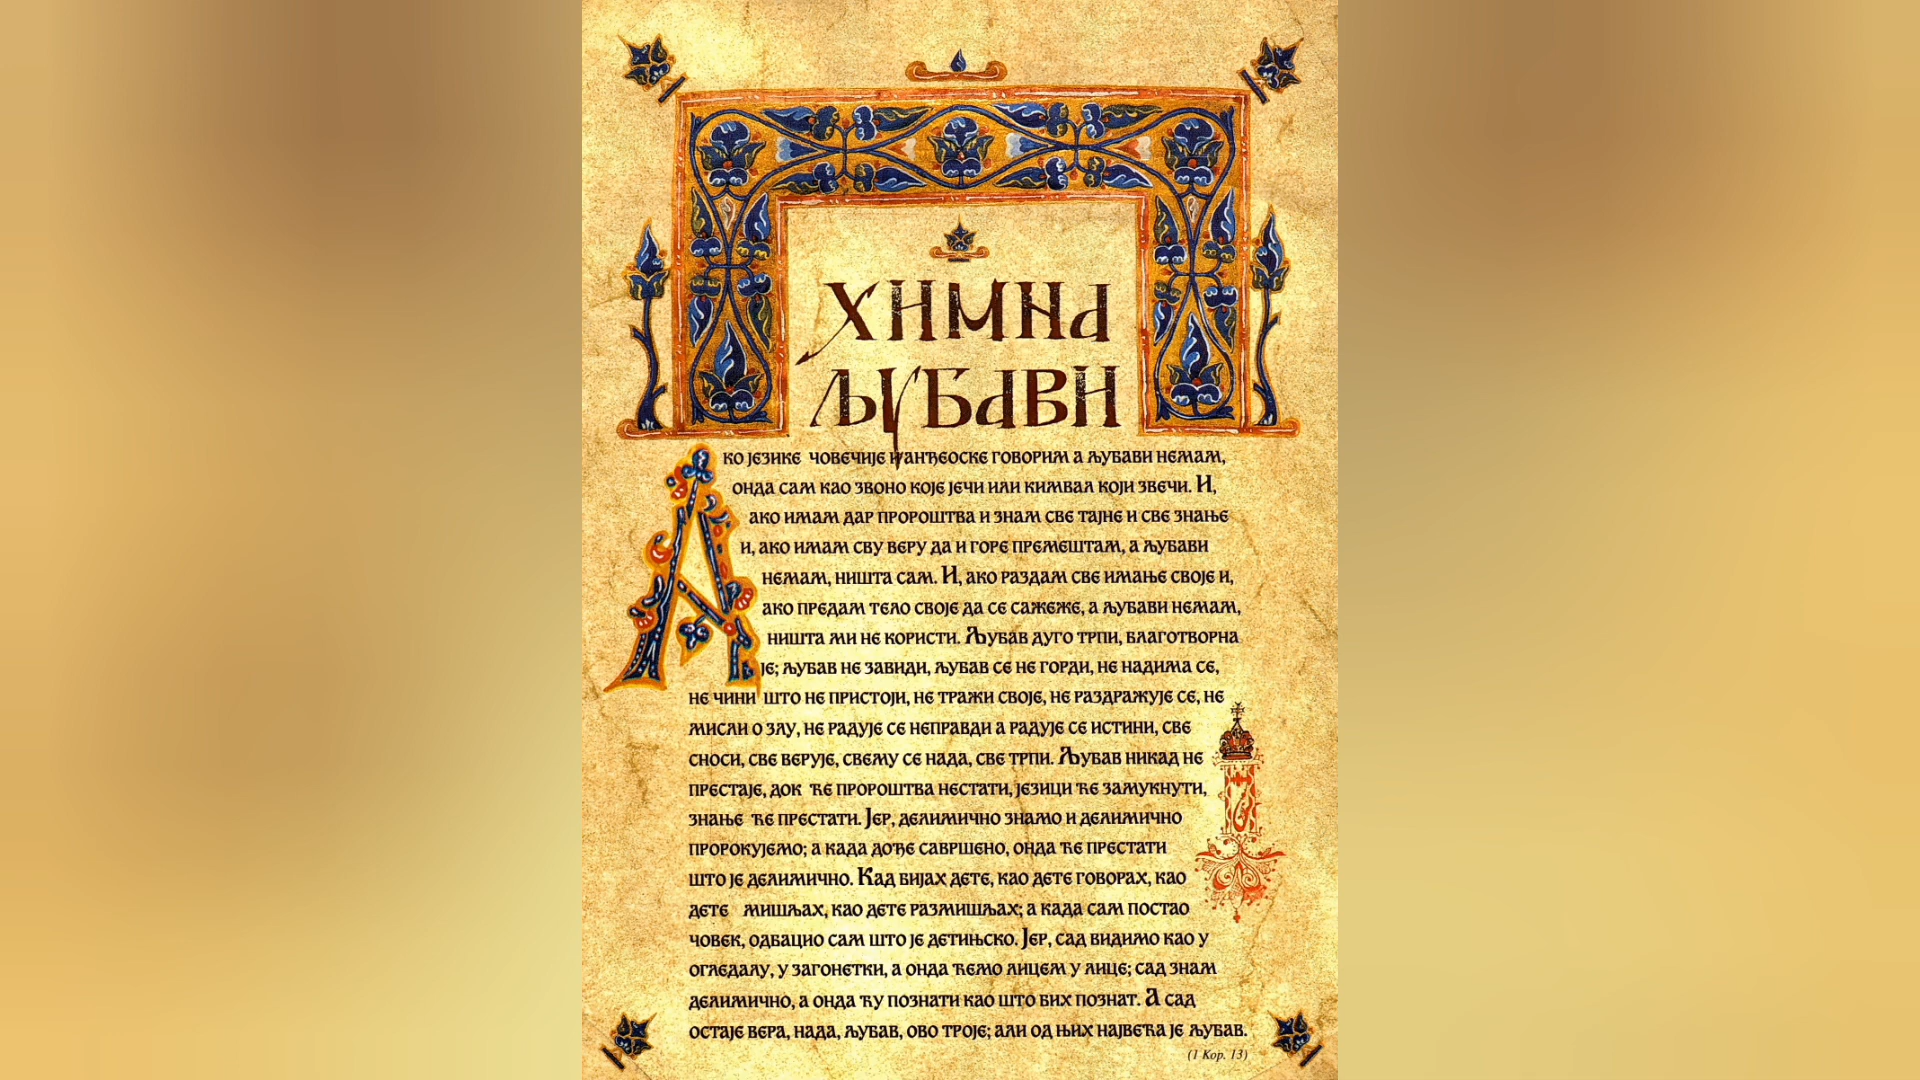 ХИМНА
ЉУБАВИ
АКО ЈЕЗИКЕ ЧОВЕЧИЈЕ И АНЂЕОСКЕ ГОВОРИМ А ЉУБАВИ НЕМАМ,
ОНДА САМ КАО ЗВОНО КОЈЕ ЈЕЧИ ИЛИ КИМВАЛ КОЈИ ЗВЕЧИ. И,
АКО ИМАМ ДАР ПРОРОШТВА И ЗНАМ СВЕ ТАЈНЕ И СВЕ ЗНАЊЕ
И, АКО ИМАМ СВУ ВЕРУ ДА И ГОРЕ ПРЕМЕШТАМ, А ЉУБАВИ
НЕМАМ, НИШТА САМ. И, АКО РАЗДАМ СВЕ ИМАЊЕ СВОЈЕ И,
АКО ПРЕДАМ ТЕЛО СВОЈЕ ДА СЕ САЖЕЖЕ, А ЉУБАВИ НЕМАМ,
НИШТА МИ НЕ КОРИСТИ. ЉУБАВ ДУГО ТРПИ, БЛАГОТВОРНА
ЈЕ; ЉУБАВ НЕ ЗАВИДИ, ЉУБАВ СЕ НЕ ГОРДИ, НЕ НАДИМА СЕ,
НЕ ЧИНИ ШТО НЕ ПРИСТОЈИ, НЕ ТРАЖИ СВОЈЕ, НЕ РАЗДРАЖУЈЕ СЕ, НЕ
МИСЛИ О ЗЛУ, НЕ РАДУЈЕ СЕ НЕПРАВДИ А РАДУЈЕ СЕ ИСТИНИ, СВЕ
СНОСИ, СВЕ ВЕРУЈЕ, СВЕМУ СЕ НАДА, СВЕ ТРПИ. ЉУБАВ НИКАД НЕ
ПРЕСТАЈЕ, ДОК ЋЕ ПРОРОШТВА НЕСТАТИ, ЈЕЗИЦИ ЋЕ ЗАМУКНУТИ,
ЗНАЊЕ ЋЕ ПРЕСТАТИ. ЈЕР, ДЕЛИМИЧНО ЗНАМО И ДЕЛИМИЧНО
ПРОРОКУЈЕМО; А КАДА ДОЂЕ САВРШЕНО, ОНДА ЋЕ ПРЕСТАТИ
ШТО ЈЕ ДЕЛИМИЧНО. КАД БИЈАХ ДЕТЕ, КАО ДЕТЕ ГОВОРАХ, КАО
ДЕТЕ МИШЉАХ, КАО ДЕТЕ РАЗМИШЉАХ; А КАДА САМ ПОСТАО
ЧОВЕК, ОДБАЦИО САМ ШТО ЈЕ ДЕТИЊСКО. ЈЕР, САД ВИДИМО КАО У
ОГЛЕДАЛУ, У ЗАГОНЕТКИ, А ОНДА ЋЕМО ЛИЦЕМ У ЛИЦЕ; САД ЗНАМ
ДЕЛИМИЧНО, А ОНДА ЋУ ПОЗНАТИ КАО ШТО БИХ ПОЗНАТ. А САД
ОСТАЈЕ ВЕРА, НАДА, ЉУБАВ, ОВО ТРОЈЕ; АЛИ ОД ЊИХ НАЈВЕЋА ЈЕ ЉУБАВ.
(1 Кор. 13)